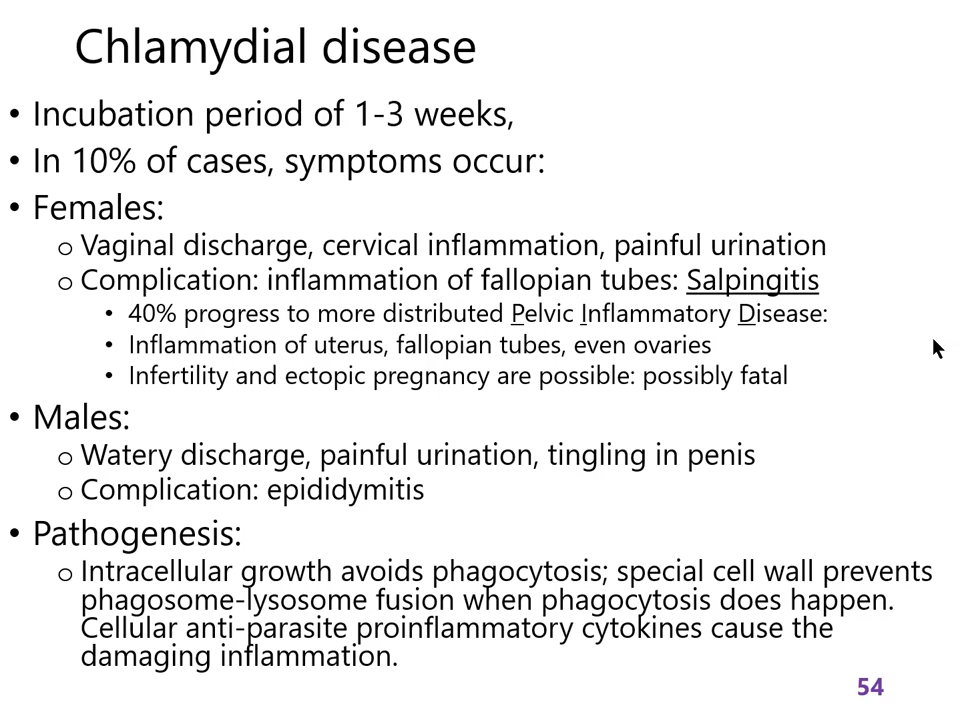 Chlamydial disease
• Incubation period of 1-3 weeks,
• In 10% of cases, symptoms occur:
• Females:
o Vaginal discharge, cervical inflammation, painful urination
o Complication: inflammation of fallopian tubes: Salpingitis
• 40% progress to more distributed Pelvic Inflammatory Disease:
• Inflammation of uterus, fallopian tubes, even ovaries
• Infertility and ectopic pregnancy are possible: possibly fatal
• Males:
o Watery discharge, painful urination, tingling in penis
o Complication: epididymitis
• Pathogenesis:
o Intracellular growth avoids phagocytosis; special cell wall prevents
phagosome-lysosome fusion when phagocytosis does happen.
Cellular anti-parasite proinflammatory cytokines cause the
damaging inflammation.
54